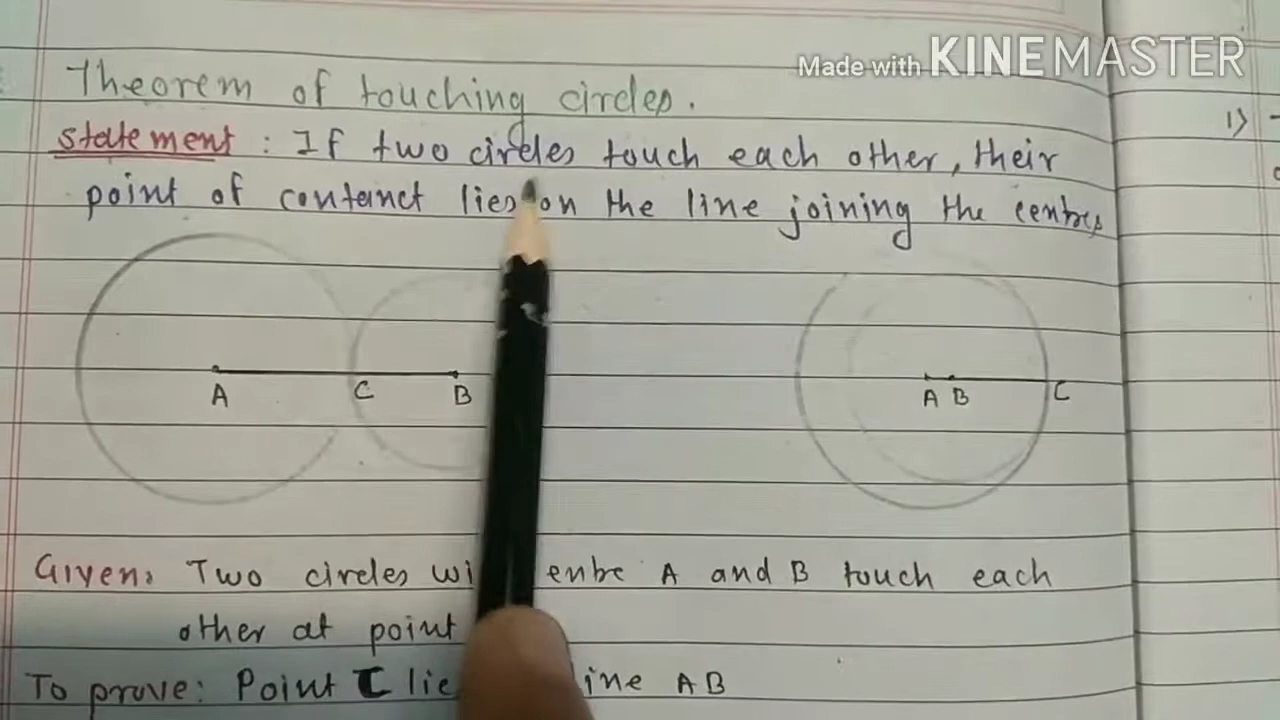 Made with KINEMASTER
Theorem of touching circles.
1)
Statement : If two circles touch each other, their
point of contanct lies on the line joining the centres
A C B
A B C
Given: Two circles wi A and B touch each
other at point
To prove: Point C lie ine AB